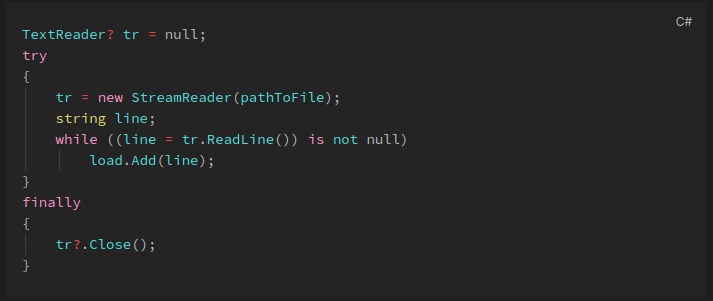 C#
TextReader? tr = null;
try
{
    tr = new StreamReader(pathToFile);
    string line;
    while ((line = tr.ReadLine()) is not null)
        load.Add(line);
}
finally
{
    tr?.Close();
}